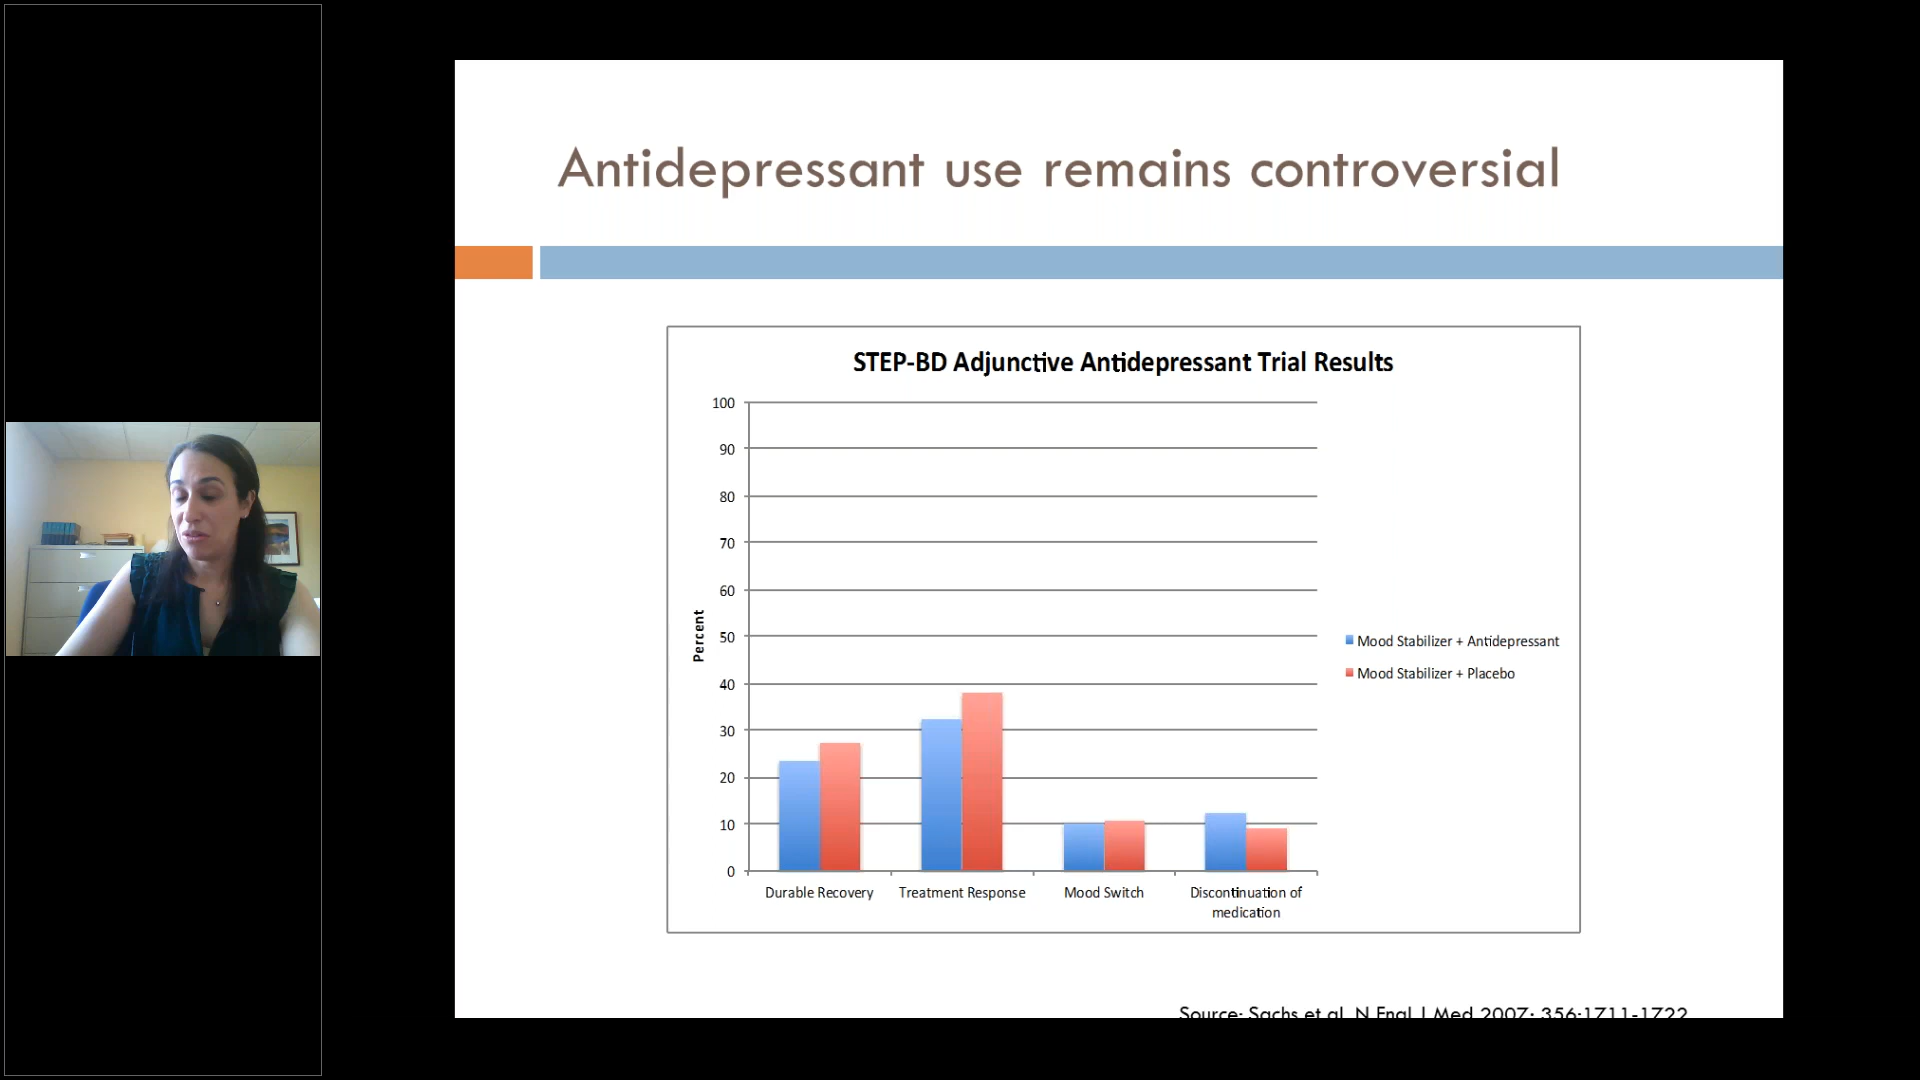 Antidepressant use remains controversial
STEP-BD Adjunctive Antidepressant Trial Results
100
90
80
70
60
50
40
30
20
10
0
Percent
Durable Recovery
Treatment Response
Mood Switch
Discontinuation of
medication
Mood Stabilizer + Antidepressant
Mood Stabilizer + Placebo
Source: Sachs et al. N Engl J Med 2007; 356:1711-1722